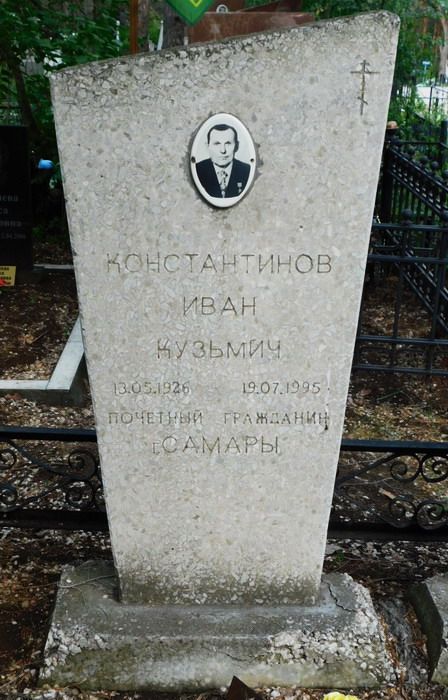 КОНСТАНТИНОВ
ИВАН
КУЗЬМИЧ
13.05.1926 19.07.1995
ПОЧЕТНЫЙ ГРАЖДАНИН
г.САМАРЫ